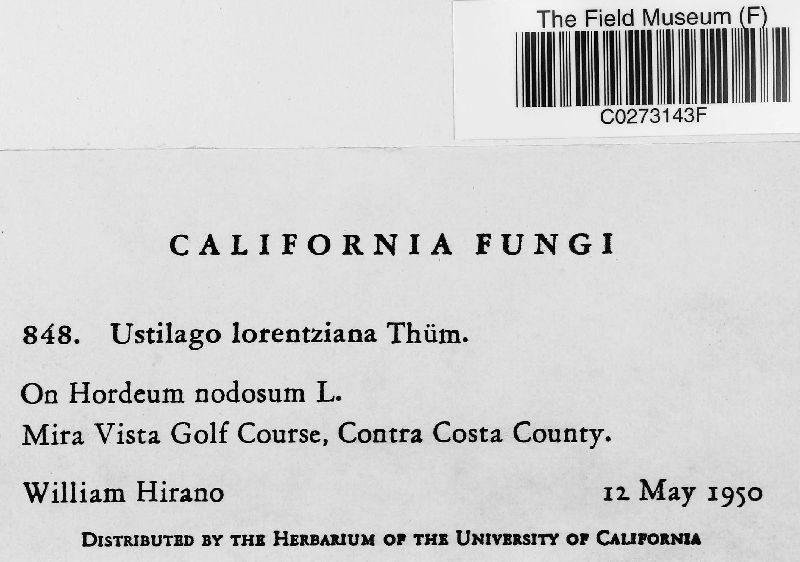 The Field Museum (F)
C0273143F
CALIFORNIA FUNGI
848. Ustilago lorentziana Thüm.
On Hordeum nodosum L.
Mira Vista Golf Course, Contra Costa County.
William Hirano 12 May 1950
DISTRIBUTED BY THE HERBARIUM OF THE UNIVERSITY OF CALIFORNIA